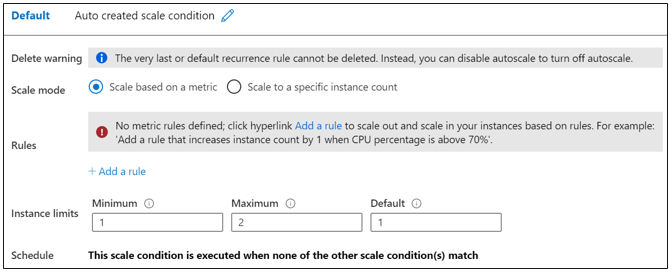 Default Auto created scale condition
Delete warning The very last or default recurrence rule cannot be deleted. Instead, you can disable autoscale to turn off autoscale.
Scale mode Scale based on a metric Scale to a specific instance count
Rules
No metric rules defined; click hyperlink Add a rule to scale out and scale in your instances based on rules. For example:
'Add a rule that increases instance count by 1 when CPU percentage is above 70%'.
+ Add a rule
Instance limits
Minimum Maximum Default
1 2 1
Schedule This scale condition is executed when none of the other scale condition(s) match